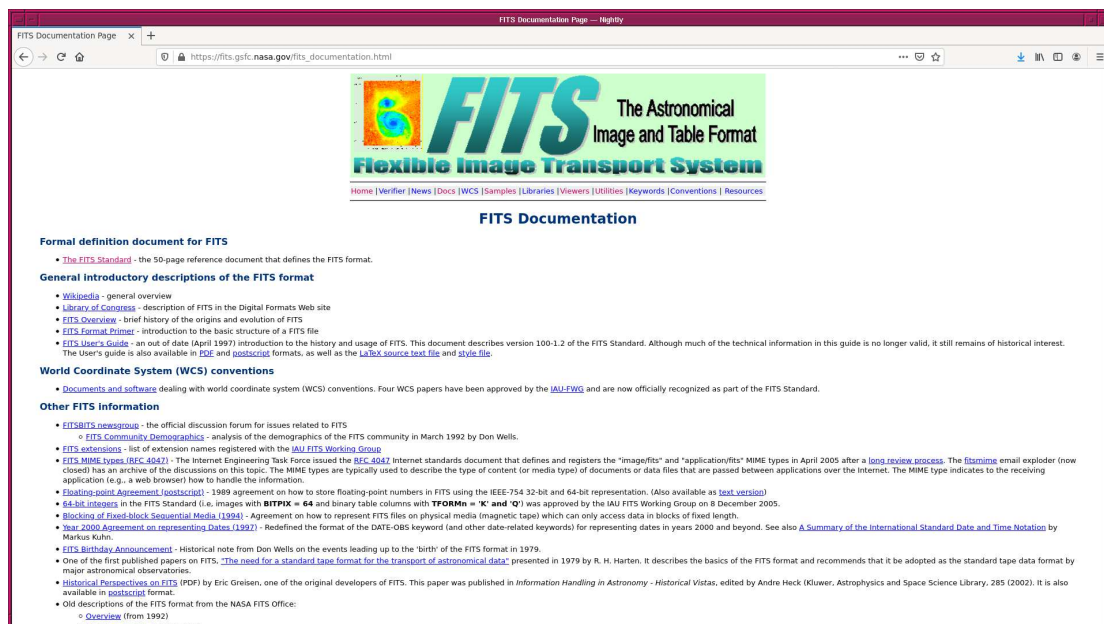 FITS Documentation Page — Nightly
FITS Documentation Page × +
https://fits.gsfc.nasa.gov/fits_documentation.html
FITS The Astronomical
Image and Table Format
Flexible Image Transport System
Home | Verifier | News | Docs | WCS | Samples | Libraries | Viewers | Utilities | Keywords | Conventions | Resources
FITS Documentation
Formal definition document for FITS
• The FITS Standard - the 50-page reference document that defines the FITS format.
General introductory descriptions of the FITS format
• Wikipedia - general overview
• Library of Congress - description of FITS in the Digital Formats Web site
• FITS Overview - brief history of the origins and evolution of FITS
• FITS Format Primer - introduction to the basic structure of a FITS file
• FITS User's Guide - an out of date (April 1997) introduction to the history and usage of FITS. This document describes version 100-1.2 of the FITS Standard. Although much of the technical information in this guide is no longer valid, it still remains of historical interest.
The User's guide is also available in PDF and postscript formats, as well as the LaTeX source text file and style file.
World Coordinate System (WCS) conventions
• Documents and software dealing with world coordinate system (WCS) conventions. Four WCS papers have been approved by the IAU-FWG and are now officially recognized as part of the FITS Standard.
Other FITS information
• FITSBITS newsgroup - the official discussion forum for issues related to FITS
○ FITS Community Demographics - analysis of the demographics of the FITS community in March 1992 by Don Wells.
• FITS extensions - list of extension names registered with the IAU FITS Working Group
• FITS MIME types (RFC 4047) - The Internet Engineering Task Force issued the RFC 4047 Internet standards document that defines and registers the "image/fits" and "application/fits" MIME types in April 2005 after a long review process. The fitsmime email exploder (now
closed) has an archive of the discussions on this topic. The MIME types are typically used to describe the type of content (or media type) of documents or data files that are passed between applications over the Internet. The MIME type indicates to the receiving
application (e.g., a web browser) how to handle the information.
• Floating-point Agreement (postscript) - 1989 agreement on how to store floating-point numbers in FITS using the IEEE-754 32-bit and 64-bit representation. (Also available as text version)
• 64-bit integers in the FITS Standard (i.e, images with BITPIX = 64 and binary table columns with TFORMn = 'K' and 'Q') was approved by the IAU FITS Working Group on 8 December 2005.
• Blocking of Fixed-block Sequential Media (1994) - Agreement on how to represent FITS files on physical media (magnetic tape) which can only access data in blocks of fixed length.
• Year 2000 Agreement on representing Dates (1997) - Redefined the format of the DATE-OBS keyword (and other date-related keywords) for representing dates in years 2000 and beyond. See also A Summary of the International Standard Date and Time Notation by
Markus Kuhn.
• FITS Birthday Announcement - Historical note from Don Wells on the events leading up to the 'birth' of the FITS format in 1979.
• One of the first published papers on FITS, "The need for a standard tape format for the transport of astronomical data" presented in 1979 by R. H. Harten. It describes the basics of the FITS format and recommends that it be adopted as the standard tape data format by
major astronomical observatories.
• Historical Perspectives on FITS (PDF) by Eric Greisen, one of the original developers of FITS. This paper was published in Information Handling in Astronomy - Historical Vistas, edited by Andre Heck (Kluwer, Astrophysics and Space Science Library, 285 (2002). It is also
available in postscript format.
• Old descriptions of the FITS format from the NASA FITS Office:
○ Overview (from 1992)